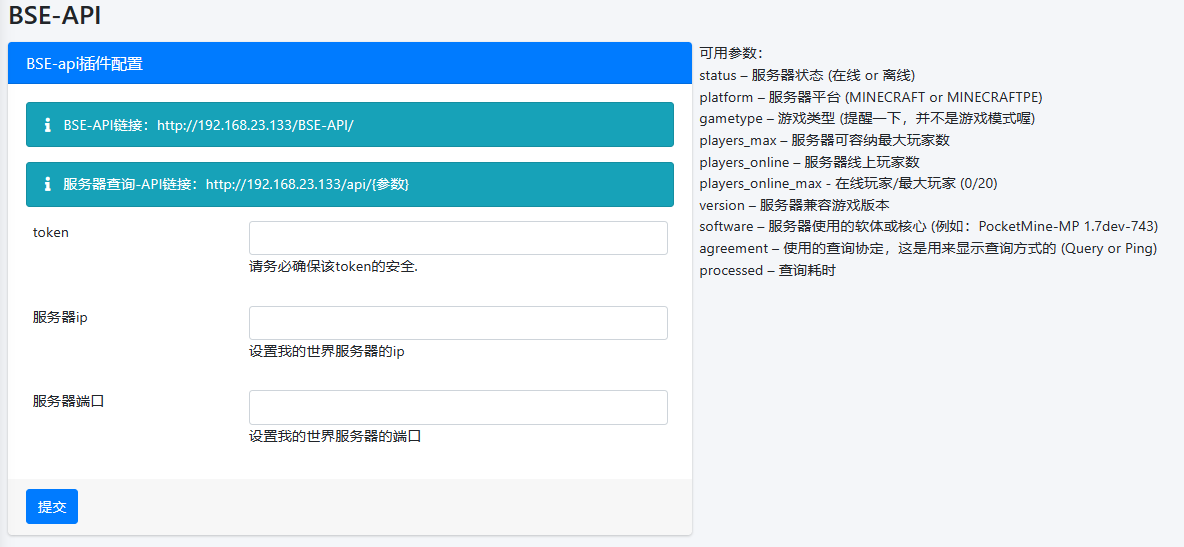 BSE-API
BSE-api插件配置
BSE-API链接：http://192.168.23.133/BSE-API/
服务器查询-API链接：http://192.168.23.133/api/{参数}
token
请务必确保该token的安全.
服务器ip
设置我的世界服务器的ip
服务器端口
设置我的世界服务器的端口
提交
可用参数：
status – 服务器状态 (在线 or 离线)
platform – 服务器平台 (MINECRAFT or MINECRAFTPE)
gametype – 游戏类型 (提醒一下，并不是游戏模式喔)
players_max – 服务器可容纳最大玩家数
players_online – 服务器线上玩家数
players_online_max - 在线玩家/最大玩家 (0/20)
version – 服务器兼容游戏版本
software – 服务器使用的软体或核心 (例如：PocketMine-MP 1.7dev-743)
agreement – 使用的查询协定，这是用来显示查询方式的 (Query or Ping)
processed – 查询耗时